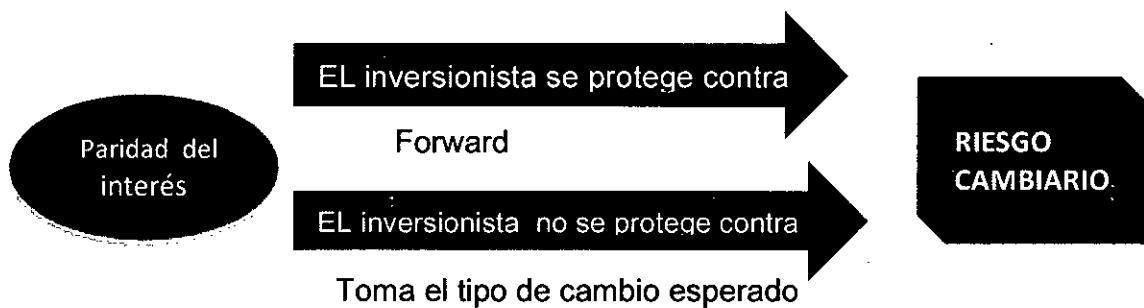 EL inversionista se protege contra
Forward
Paridad del
interés
RIESGO
CAMBIARIO
EL inversionista no se protege contra
Toma el tipo de cambio esperado